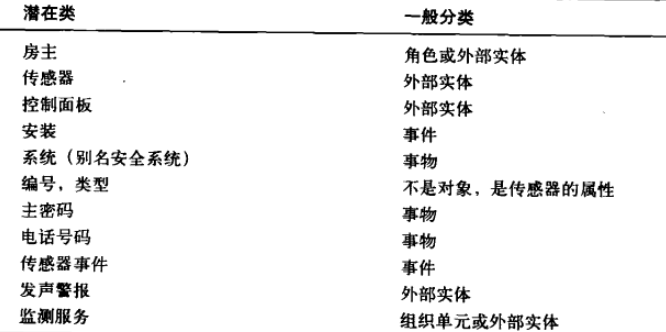 潜在类 一般分类
房主 角色或外部实体
传感器 外部实体
控制面板 外部实体
安装 事件
系统（别名安全系统） 事物
编号，类型 不是对象，是传感器的属性
主密码 事物
电话号码 事物
传感器事件 事件
发声警报 外部实体
监测服务 组织单元或外部实体